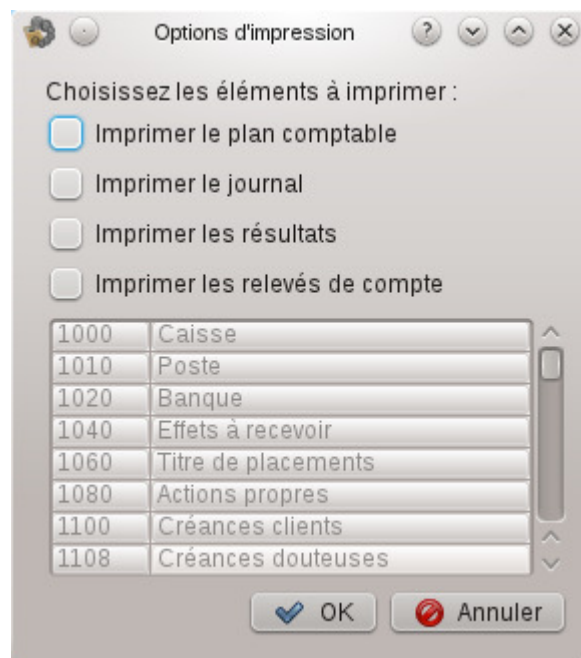 Options d'impression
Choisissez les éléments à imprimer :
Imprimer le plan comptable
Imprimer le journal
Imprimer les résultats
Imprimer les relevés de compte
1000 Caisse
1010 Poste
1020 Banque
1040 Effets à recevoir
1060 Titre de placements
1080 Actions propres
1100 Créances clients
1108 Créances douteuses
OK Annuler